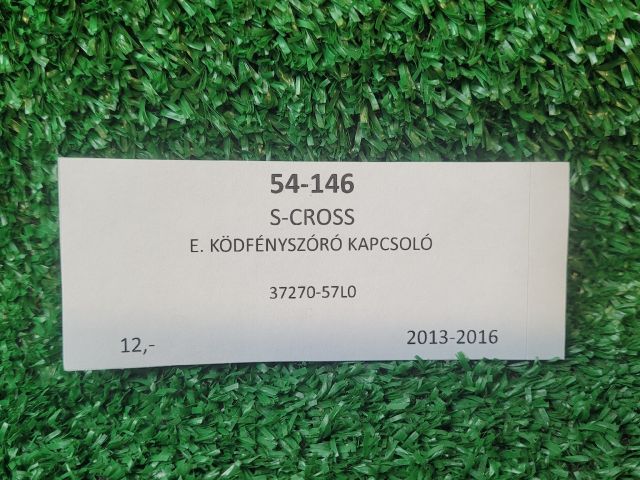 54-146
S-CROSS
E. KÖDFÉNYSZÓRÓ KAPCSOLÓ
37270-57L0
12,-
2013-2016